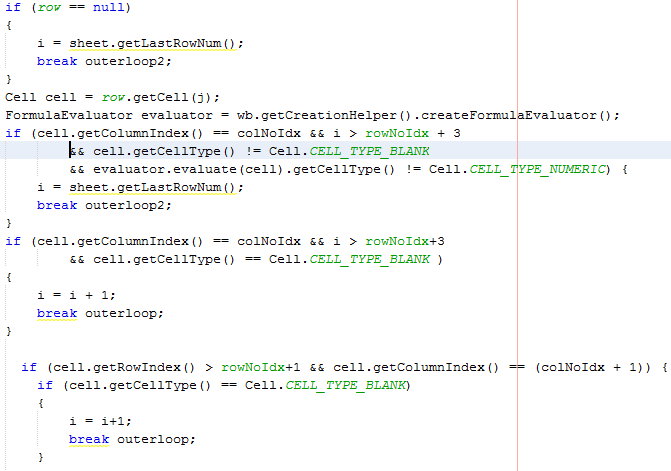 if (row == null)
{
i = sheet.getLastRowNum();
break outerloop2;
}
Cell cell = row.getCell(j);
FormulaEvaluator evaluator = wb.getCreationHelper().createFormulaEvaluator();
if (cell.getColumnIndex() == colNoIdx && i > rowNoIdx + 3
&& cell.getCellType() != Cell.CELL_TYPE_BLANK
&& evaluator.evaluate(cell).getCellType() != Cell.CELL_TYPE_NUMERIC) {
i = sheet.getLastRowNum();
break outerloop2;
}
if (cell.getColumnIndex() == colNoIdx && i > rowNoIdx+3
&& cell.getCellType() == Cell.CELL_TYPE_BLANK )
{
i = i + 1;
break outerloop;
}
if (cell.getRowIndex() > rowNoIdx+1 && cell.getColumnIndex() == (colNoIdx + 1)) {
if (cell.getCellType() == Cell.CELL_TYPE_BLANK)
{
i = i+1;
break outerloop;
}